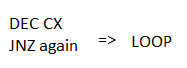 DEC CX
JNZ again => LOOP